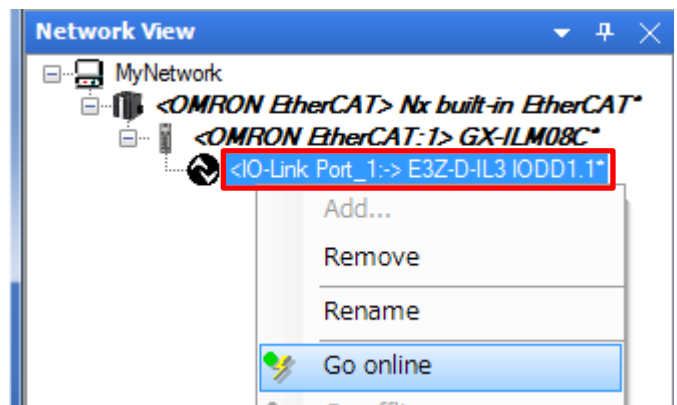 Network View
MyNetwork
<OMRON EtherCAT> Nx built-in EtherCAT*
<OMRON EtherCAT:1> GX-ILM08C*
<IO-Link Port_1:-> E3Z-D-IL3 IODD1.1*
Add...
Remove
Rename
Go online